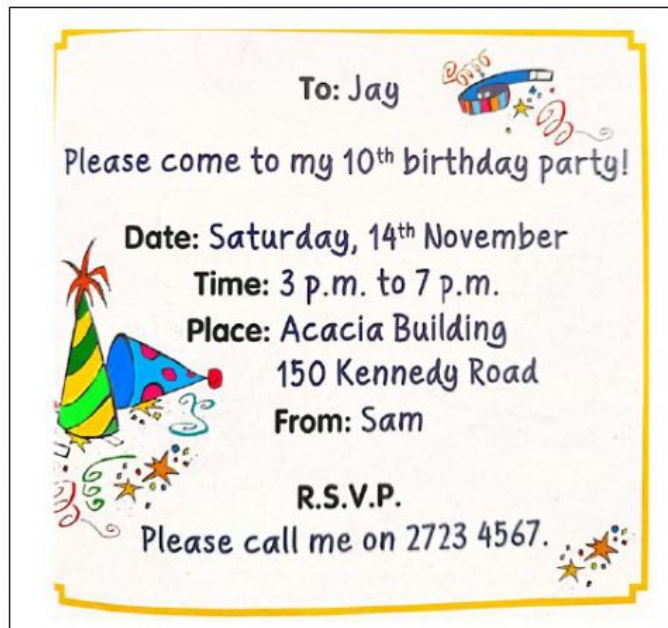 To: Jay
Please come to my 10th birthday party!
Date: Saturday, 14th November
Time: 3 p.m. to 7 p.m.
Place: Acacia Building
150 Kennedy Road
From: Sam
R.S.V.P.
Please call me on 2723 4567.